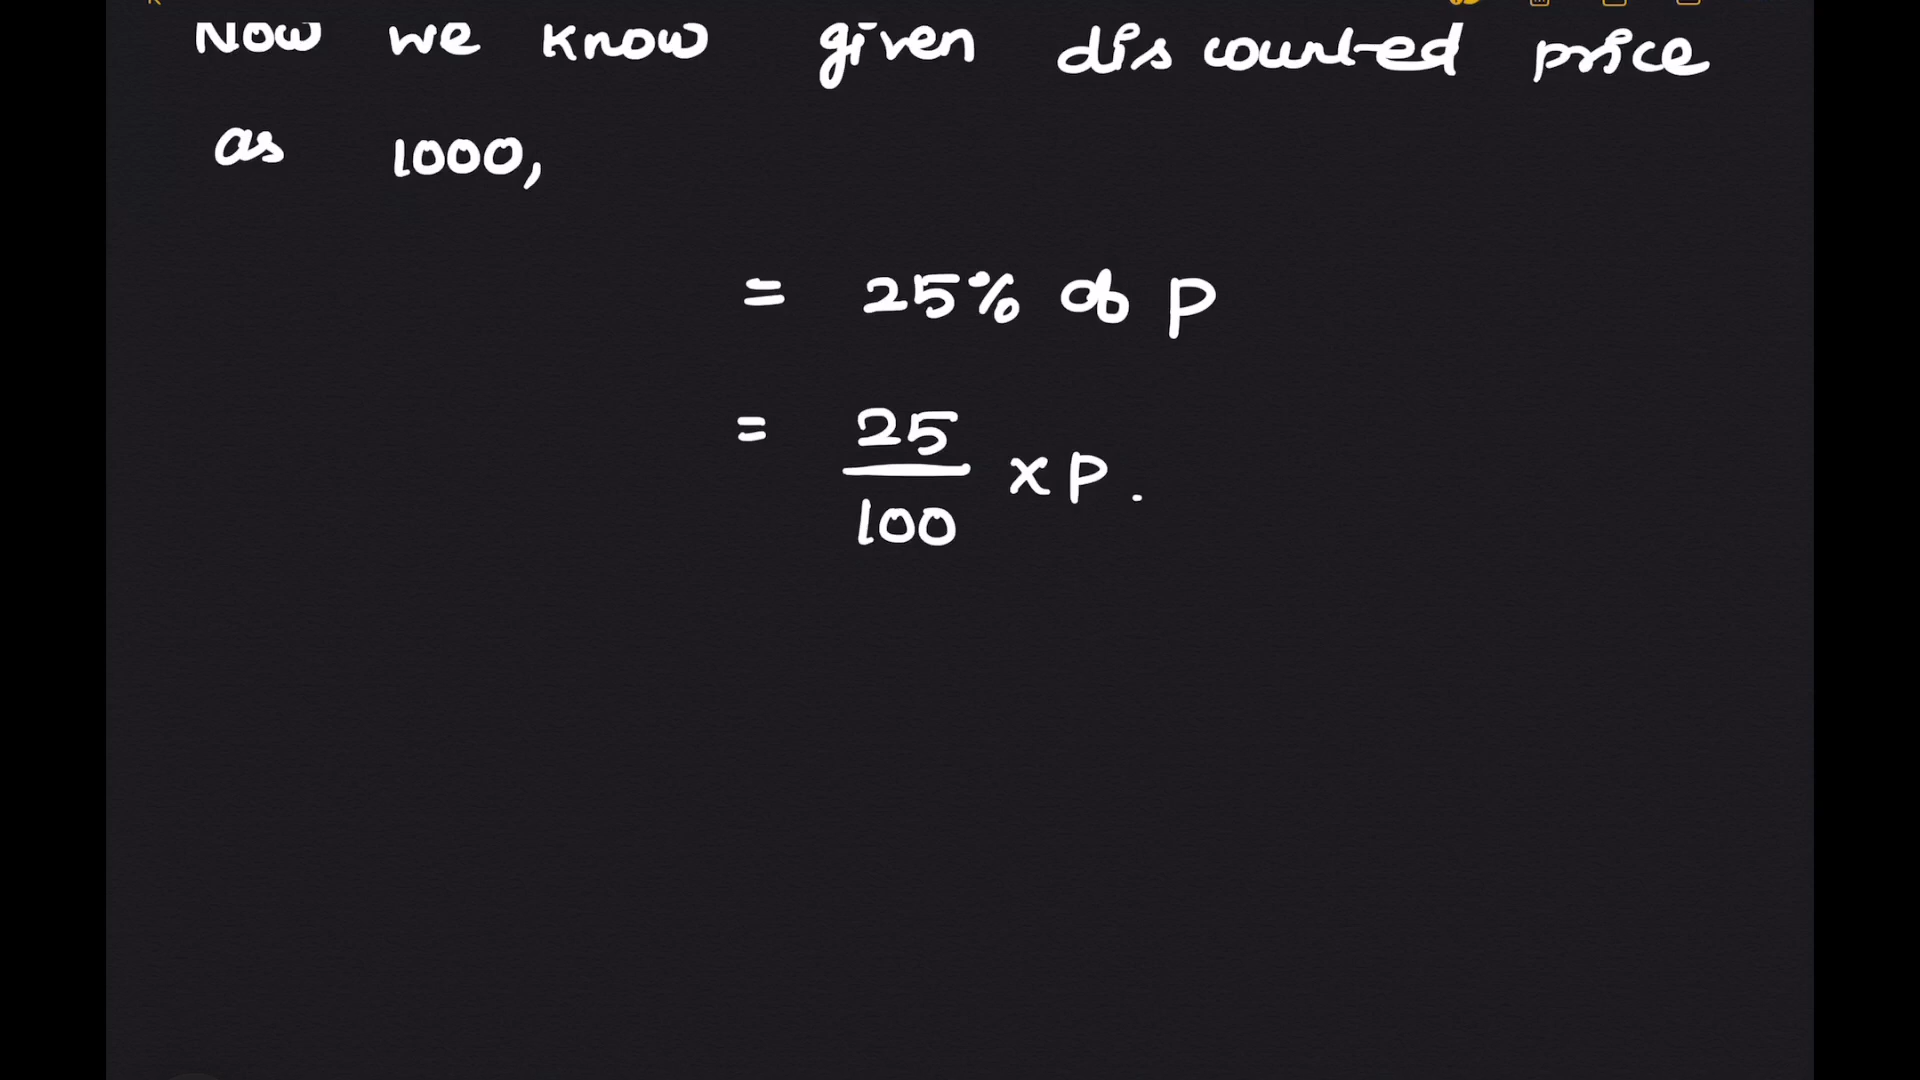 Now we know given discounted price
as 1000,
= 25% of P
= 25/100 x P.